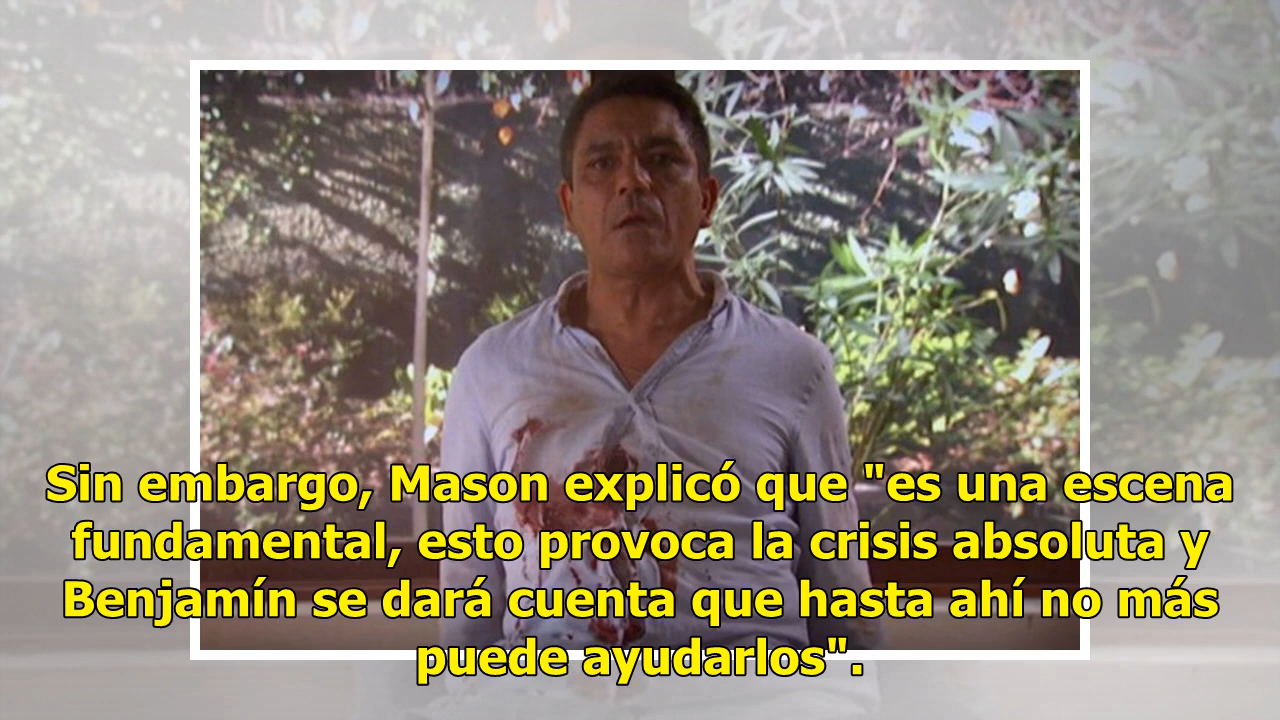 Sin embargo, Mason explicó que "es una escena
fundamental, esto provoca la crisis absoluta y
Benjamín se dará cuenta que hasta ahí no más
puede ayudarlos".